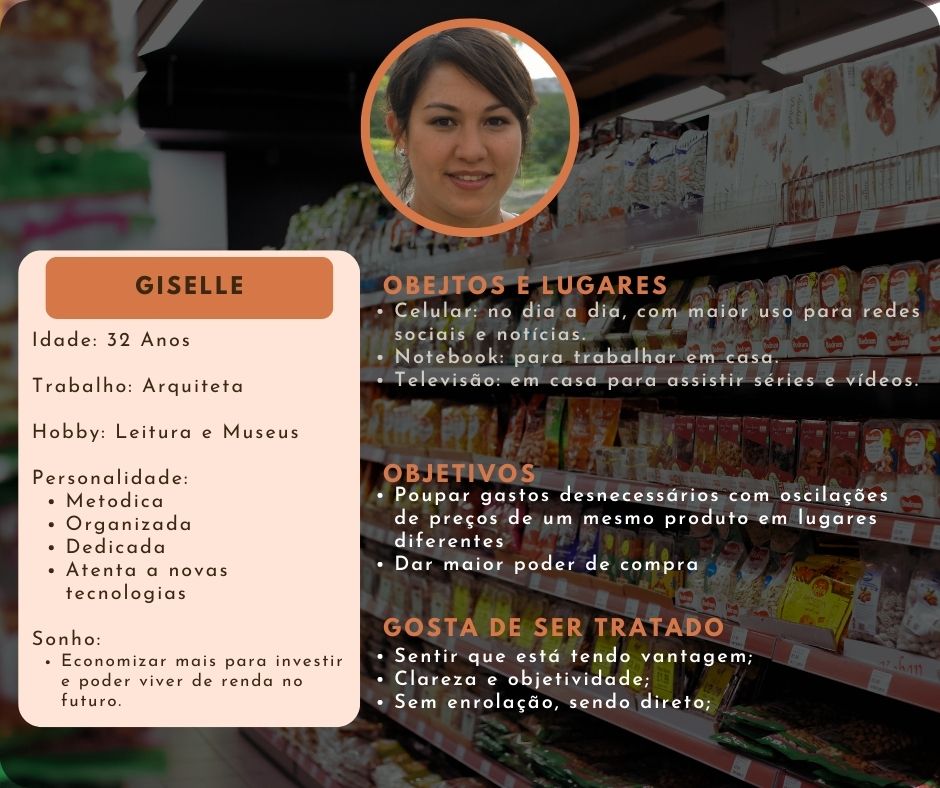 GISELLE
Idade: 32 Anos
Trabalho: Arquiteta
Hobby: Leitura e Museus
Personalidade:
• Metodica
• Organizada
• Dedicada
• Atenta a novas
tecnologias
Sonho:
• Economizar mais para investir
e poder viver de renda no
futuro.
OBEJTOS E LUGARES
• Celular: no dia a dia, com maior uso para redes
sociais e notícias.
• Notebook: para trabalhar em casa.
• Televisão: em casa para assistir séries e vídeos.
OBJETIVOS
• Poupar gastos desnecessários com oscilações
de preços de um mesmo produto em lugares
diferentes
• Dar maior poder de compra
GOSTA DE SER TRATADO
• Sentir que está tendo vantagem;
• Clareza e objetividade;
• Sem enrolação, sendo direto;